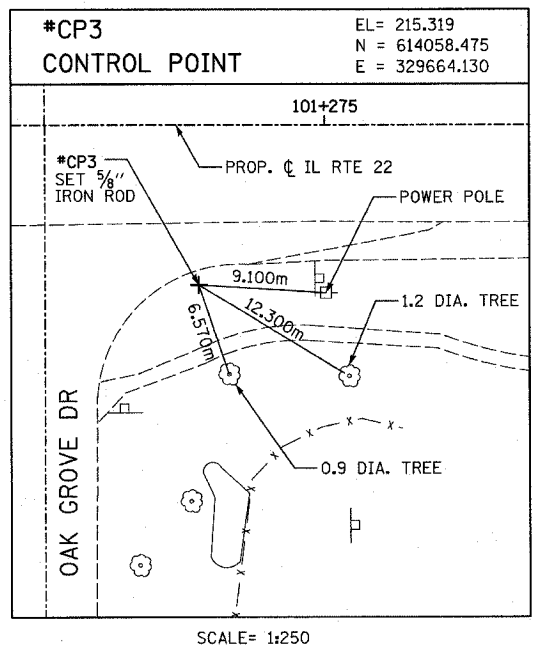 #CP3
CONTROL POINT
EL= 215.319
N = 614058.475
E = 329664.130
101+275
#CP3
SET 5/8"
IRON ROD
PROP. ℄ IL RTE 22
POWER POLE
9.100m
12.300m
6.570m
1.2 DIA. TREE
0.9 DIA. TREE
OAK GROVE DR
SCALE= 1:250